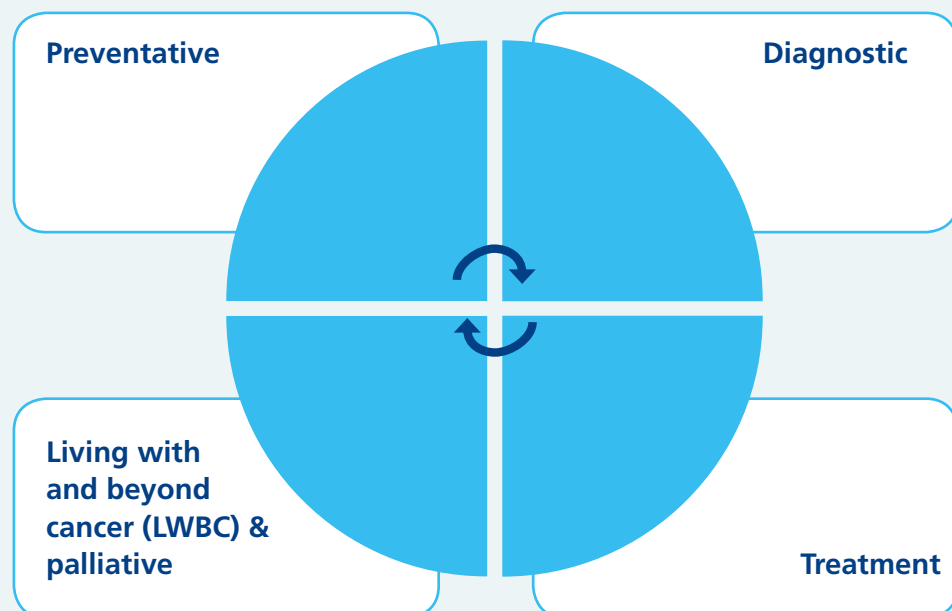 Preventative
Diagnostic
Living with
and beyond
cancer (LWBC) &
palliative
Treatment